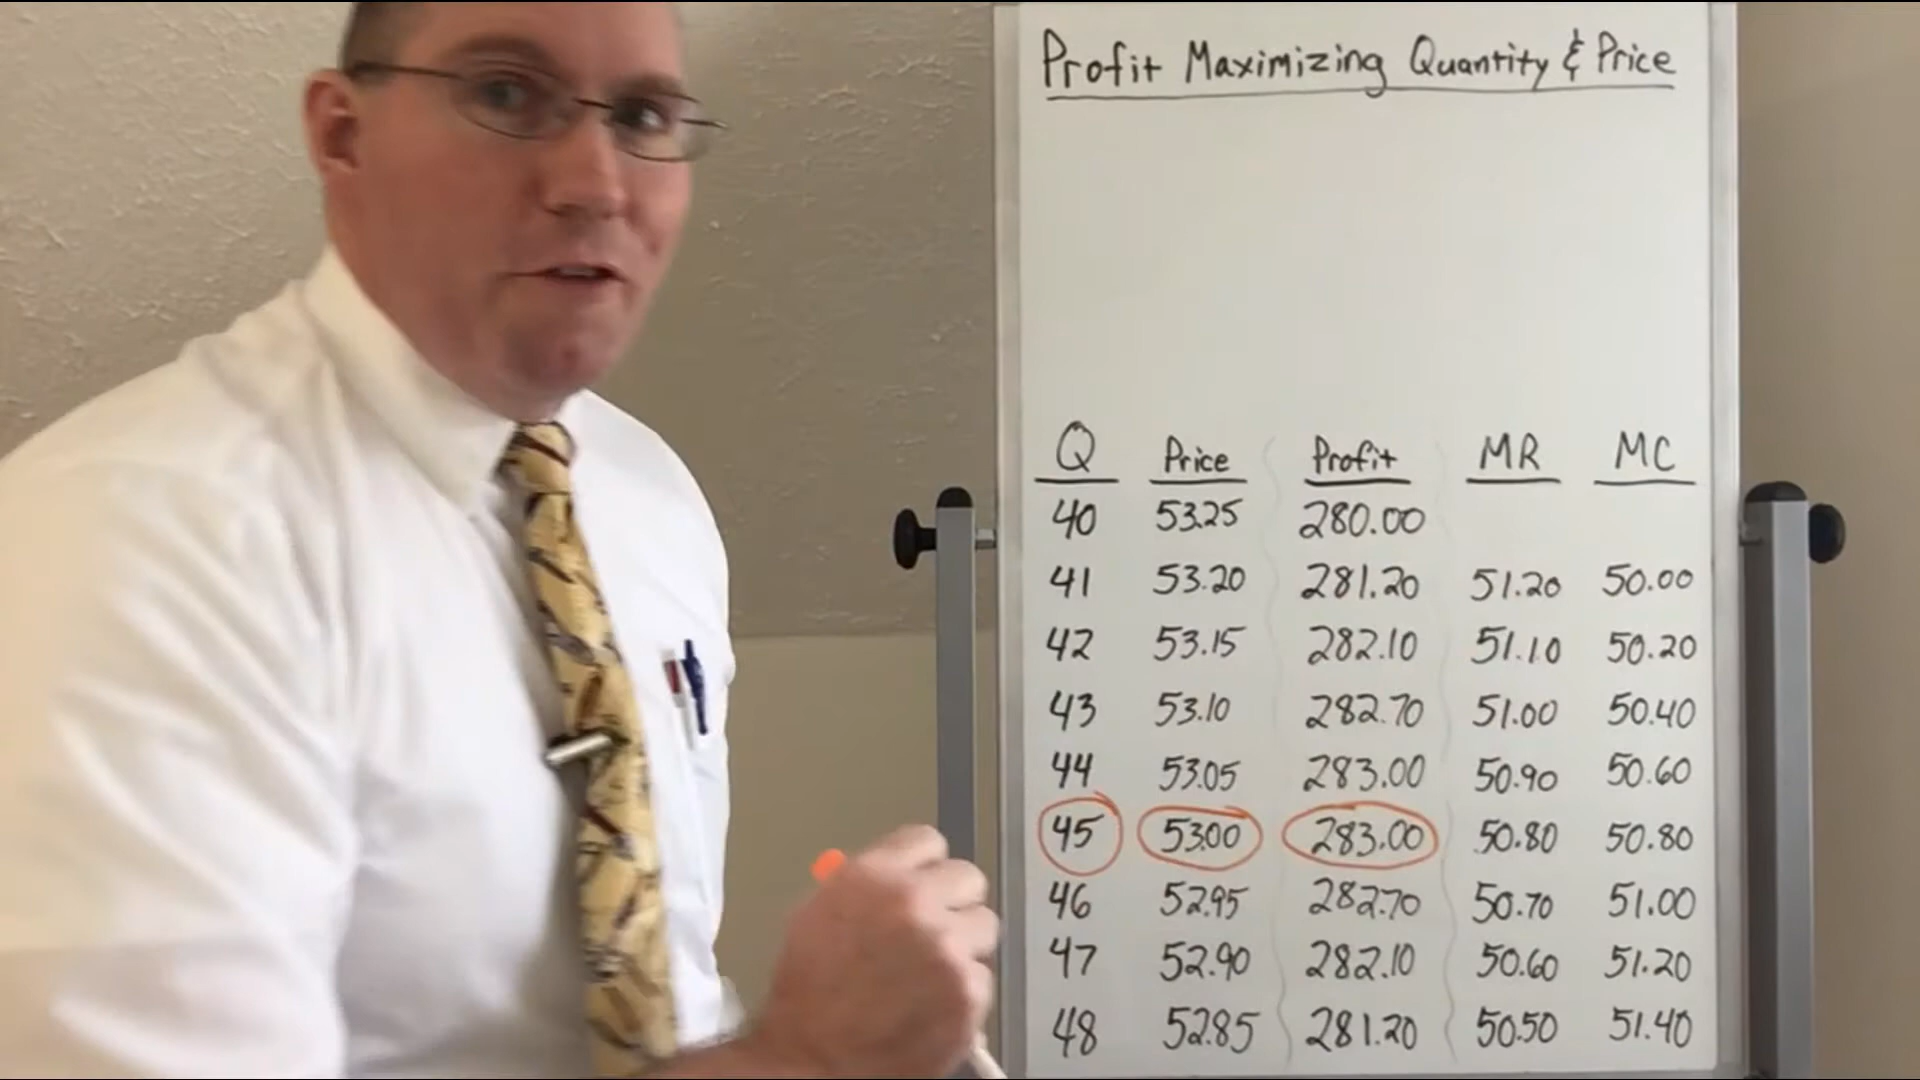 Profit Maximizing Quantity & Price
Q Price Profit MR MC
40 53.25 280.00
41 53.20 281.20 51.20 50.00
42 53.15 282.10 51.10 50.20
43 53.10 282.70 51.00 50.40
44 53.05 283.00 50.90 50.60
45 53.00 283.00 50.80 50.80
46 52.95 282.70 50.70 51.00
47 52.90 282.10 50.60 51.20
48 52.85 281.20 50.50 51.40